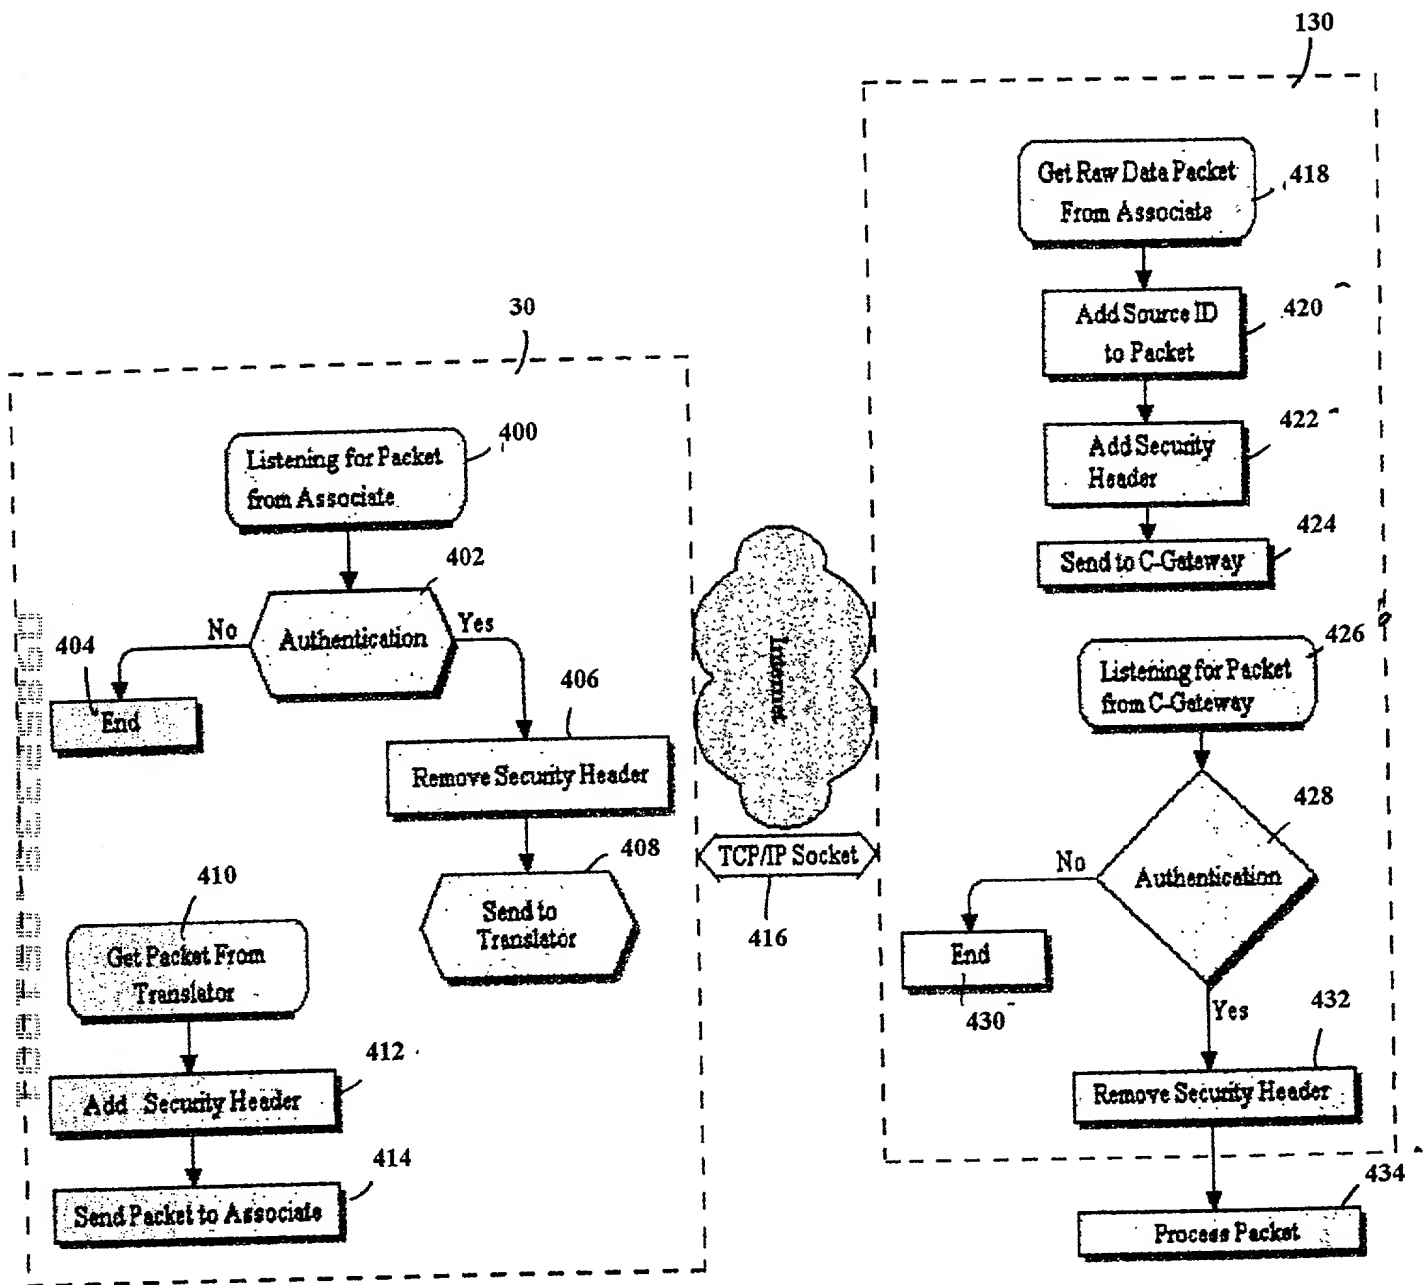 130
Get Raw Data Packet
From Associate
418
Add Source ID
to Packet
420
Add Security
Header
422
Send to C-Gateway
424
Listening for Packet
from C-Gateway
426
Authentication
428
No
End
430
Yes
Remove Security Header
432
Process Packet
434
30
Listening for Packet
from Associate
400
Authentication
402
No
Yes
404
End
406
Remove Security Header
408
Send to
Translator
410
Get Packet From
Translator
412
Add Security Header
414
Send Packet to Associate
Internet
TCP/IP Socket
416